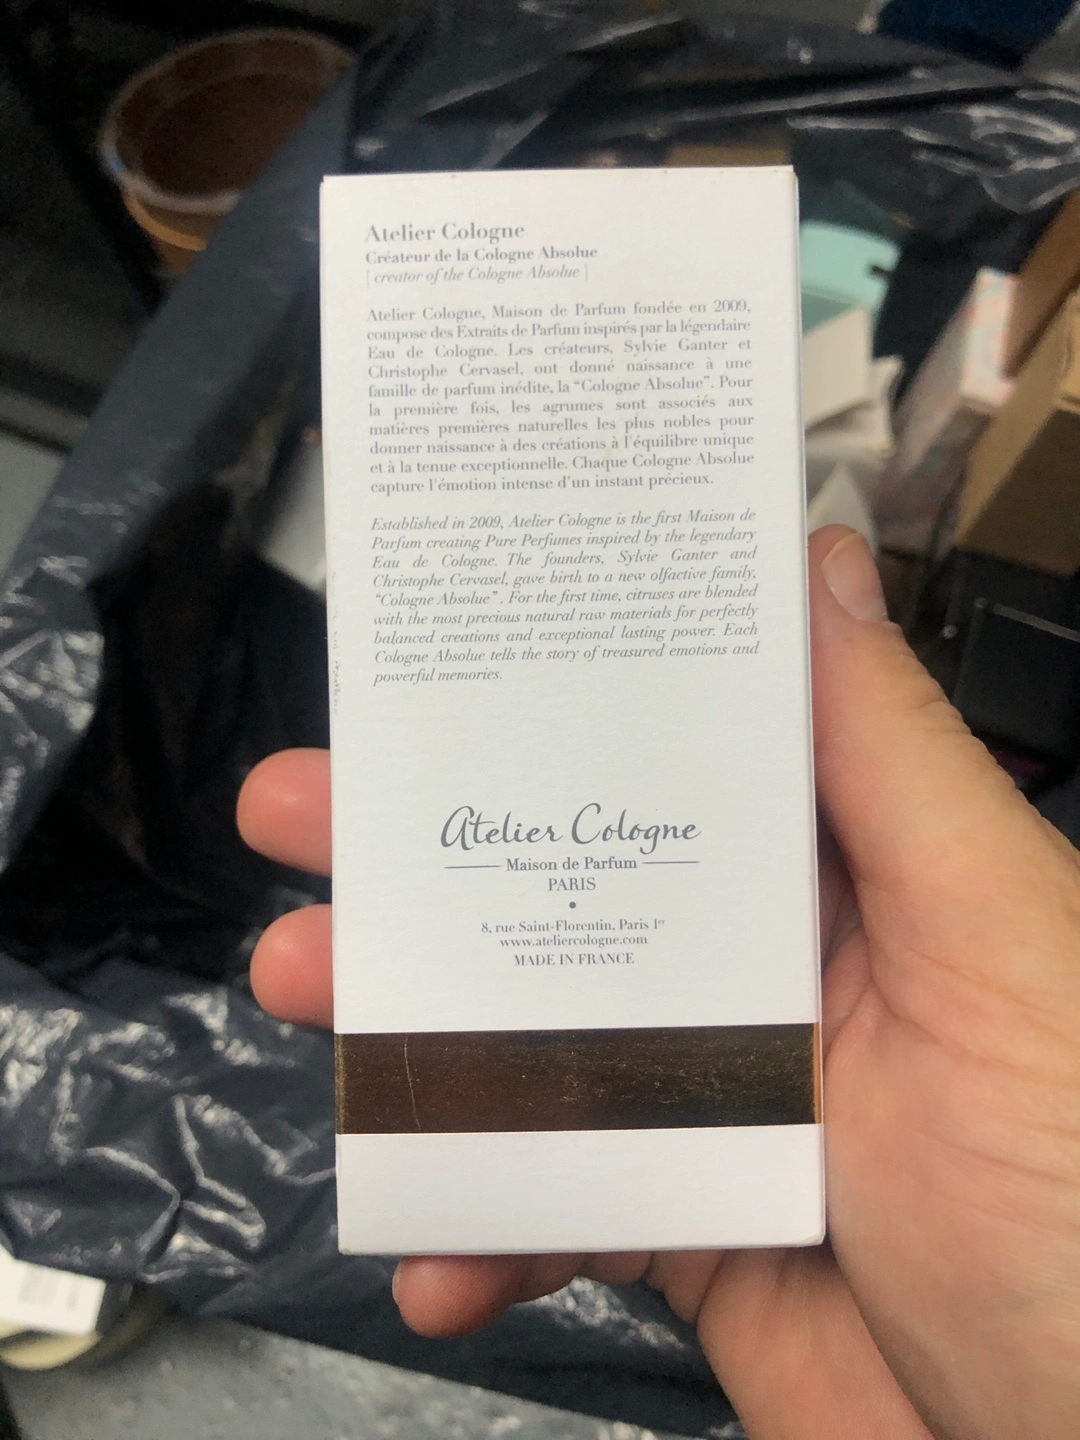 Atelier Cologne
Créateur de la Cologne Absolue
[ creator of the Cologne Absolue ]
Atelier Cologne, Maison de Parfum fondée en 2009,
compose des Extraits de Parfum inspirés par la légendaire
Eau de Cologne. Les créateurs, Sylvie Ganter et
Christophe Cervasel, ont donné naissance à une
famille de parfum inédite, la “Cologne Absolue”. Pour
la première fois, les agrumes sont associés aux
matières premières naturelles les plus nobles pour
donner naissance à des créations à l'équilibre unique
et à la tenue exceptionnelle. Chaque Cologne Absolue
capture l'émotion intense d'un instant précieux.
Established in 2009, Atelier Cologne is the first Maison de
Parfum creating Pure Perfumes inspired by the legendary
Eau de Cologne. The founders, Sylvie Ganter and
Christophe Cervasel, gave birth to a new olfactive family,
“Cologne Absolue” . For the first time, citruses are blended
with the most precious natural raw materials for perfectly
balanced creations and exceptional lasting power. Each
Cologne Absolue tells the story of treasured emotions and
powerful memories.
Atelier Cologne
Maison de Parfum
PARIS
8, rue Saint-Florentin, Paris 1er
www.ateliercologne.com
MADE IN FRANCE